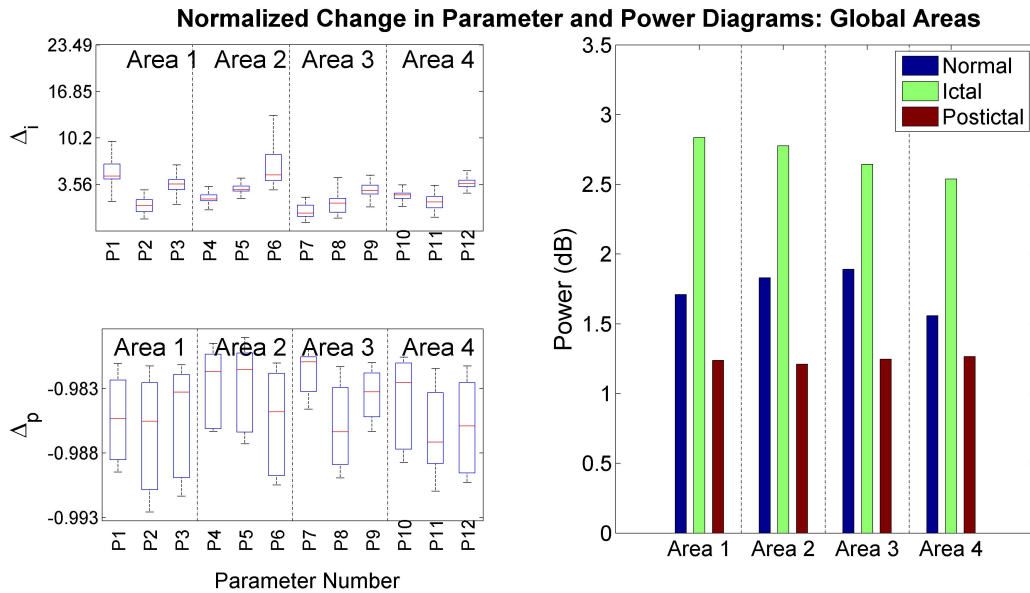 Normalized Change in Parameter and Power Diagrams: Global Areas
Area 1 Area 2 Area 3 Area 4
23.49
16.85
10.2
3.56
Δi
P1 P2 P3 P4 P5 P6 P7 P8 P9 P10 P11 P12
Area 1 Area 2 Area 3 Area 4
-0.983
-0.988
-0.993
Δp
P1 P2 P3 P4 P5 P6 P7 P8 P9 P10 P11 P12
Parameter Number
3.5
3
2.5
2
1.5
1
0.5
0
Power (dB)
Normal
Ictal
Postictal
Area 1 Area 2 Area 3 Area 4